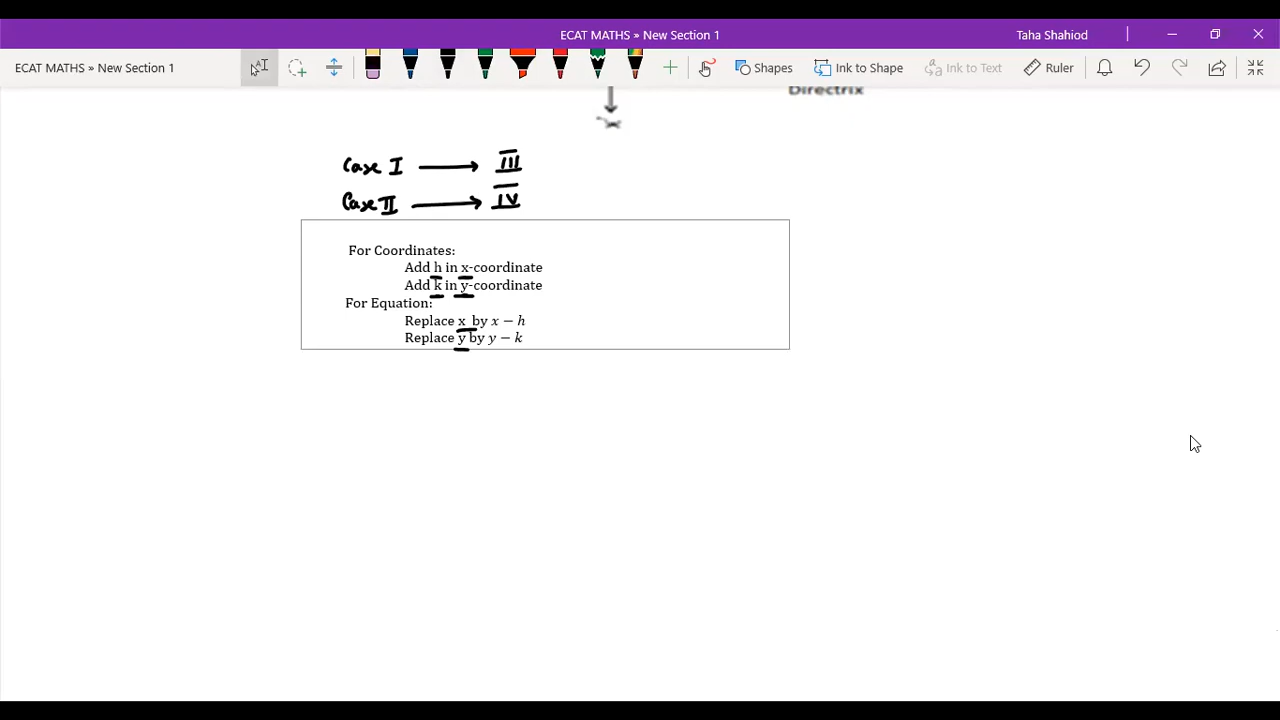 ECAT MATHS » New Section 1
Taha Shahiod
ECAT MATHS » New Section 1
Shapes
Ink to Shape
Ink to Text
Ruler
Directrix
Case I → III
Case II → IV
For Coordinates:
Add h in x-coordinate
Add k in y-coordinate
For Equation:
Replace x by x − h
Replace y by y − k